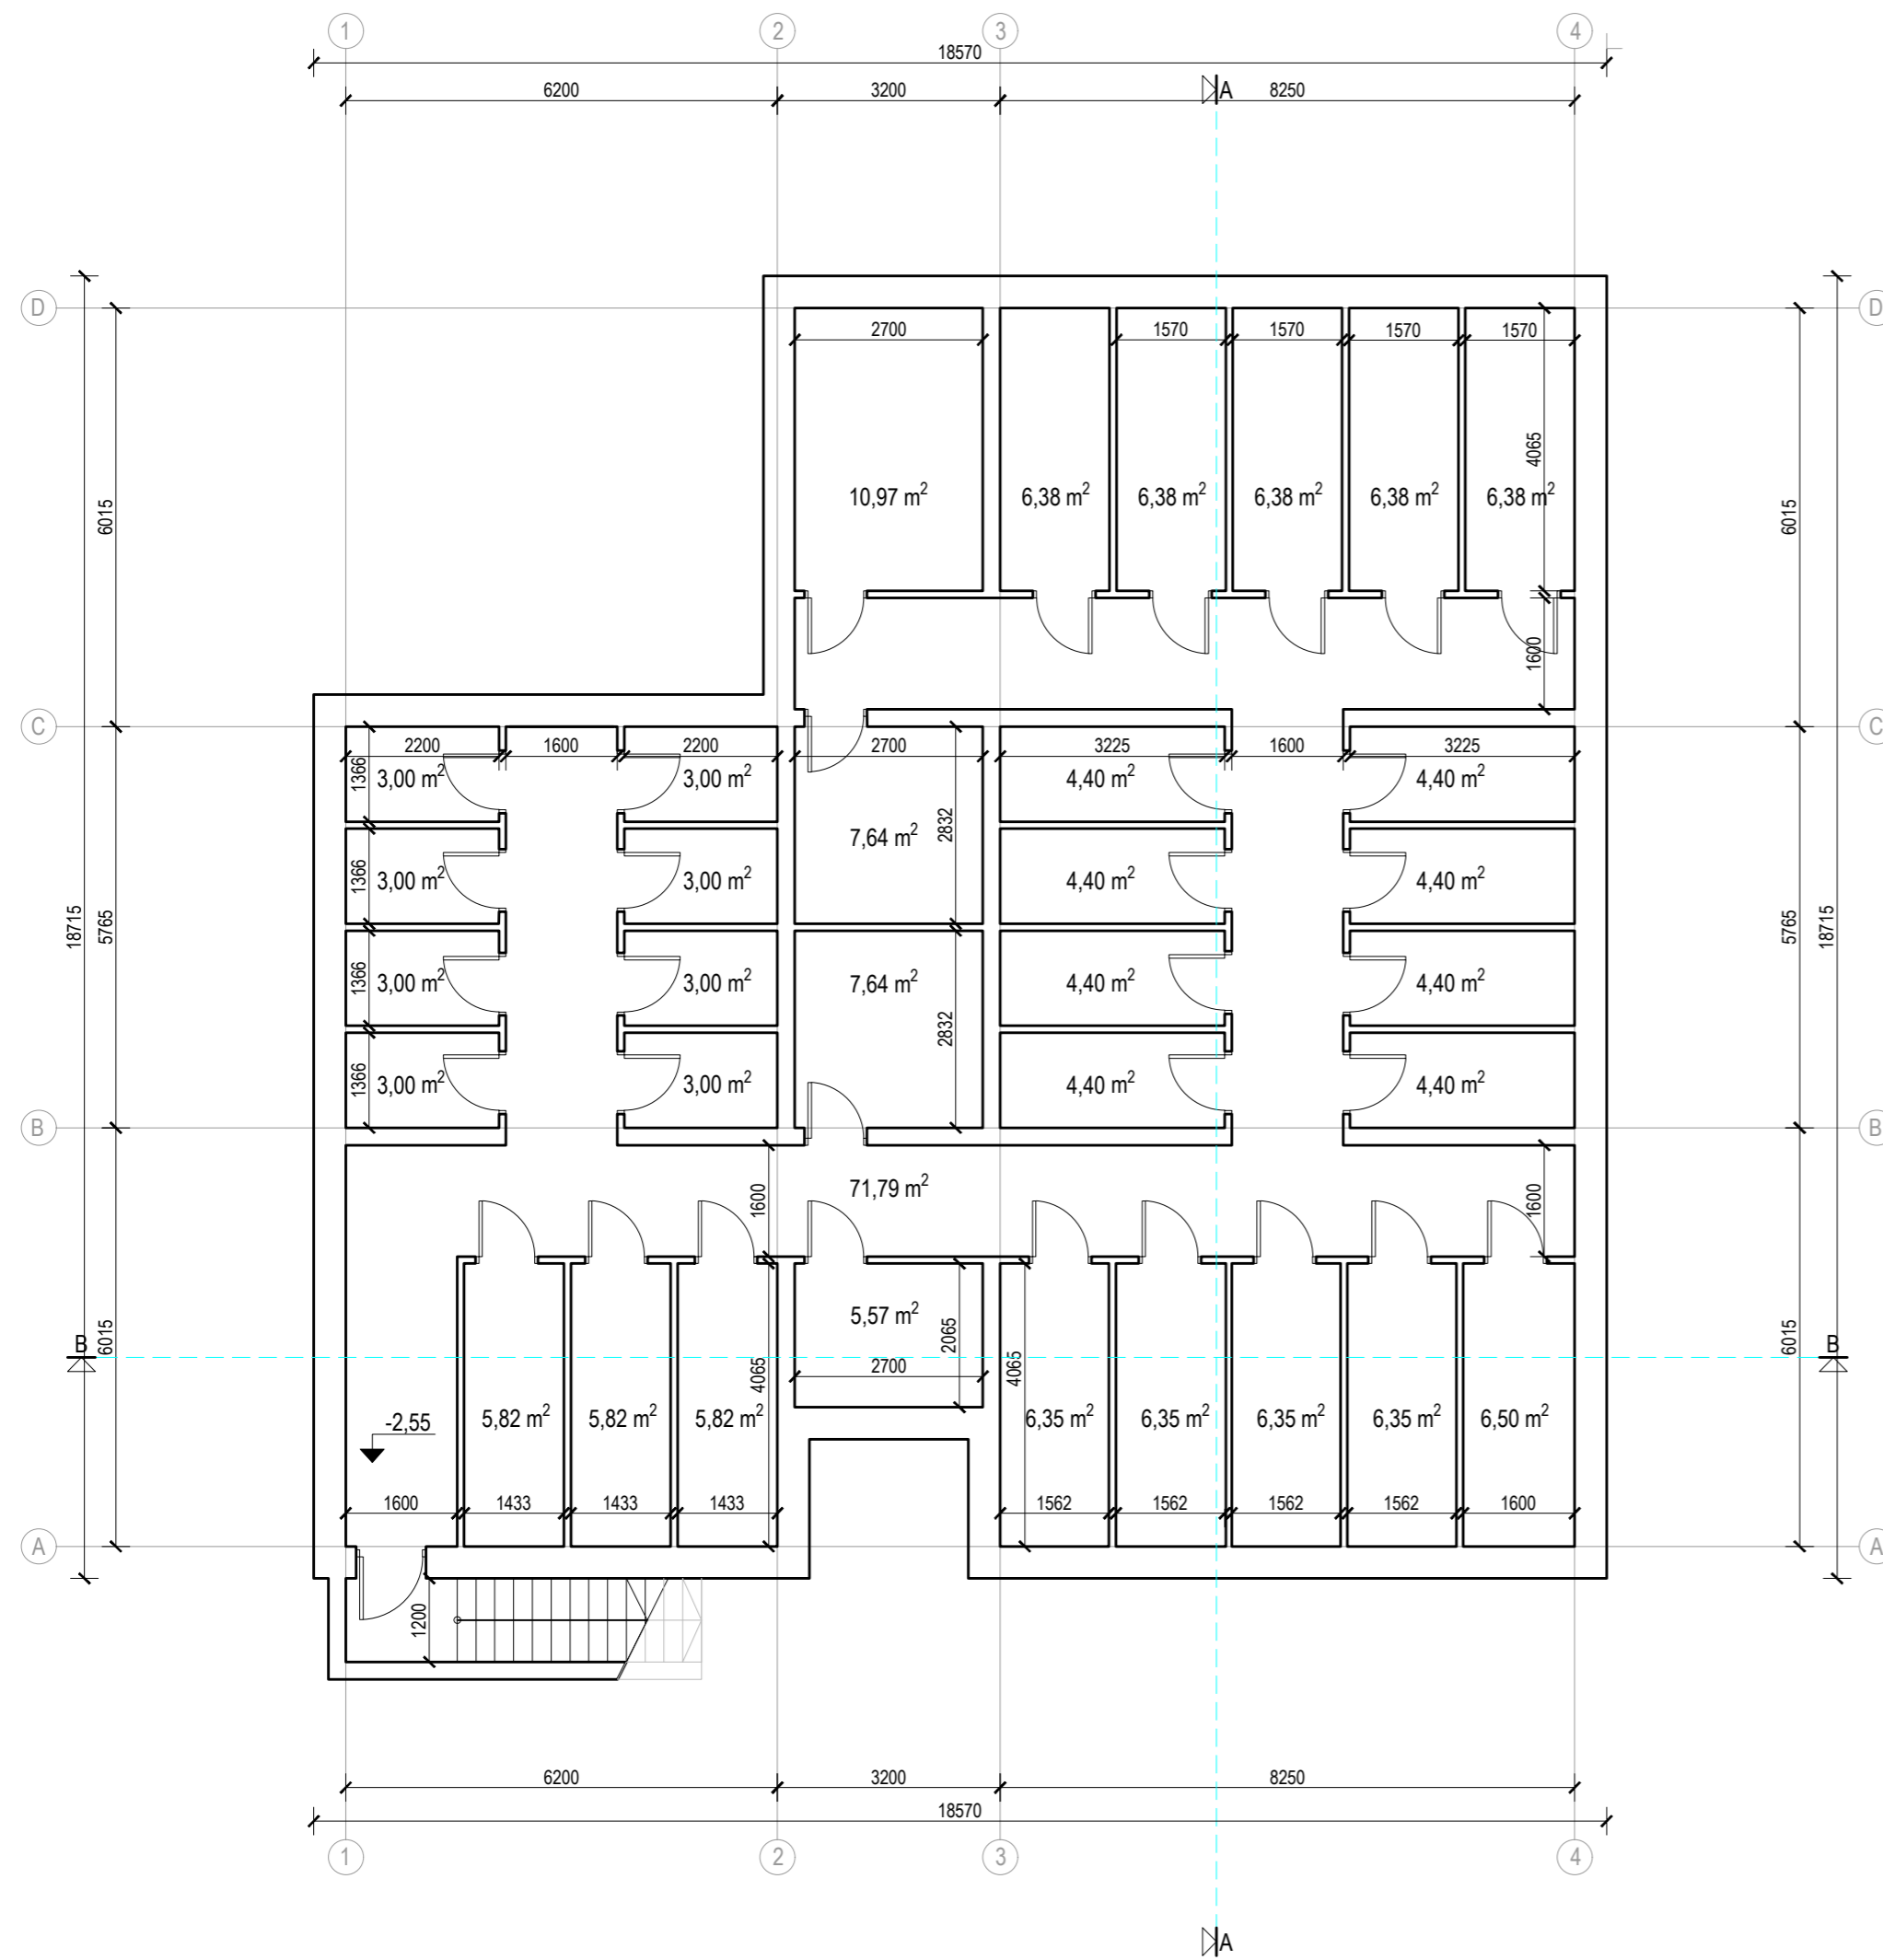 1 2 3 4
18570
6200 3200 A 8250
D D
2700 1570 1570 1570 1570
4065
10,97 m² 6,38 m² 6,38 m² 6,38 m² 6,38 m² 6,38 m²
6015 6015
1600
C C
2200 1600 2200 2700 3225 1600 3225
1366 3,00 m² 3,00 m² 4,40 m² 4,40 m²
7,64 m² 2832
1366 3,00 m² 3,00 m² 4,40 m² 4,40 m²
18715 5765 5765 18715
1366 3,00 m² 3,00 m² 7,64 m² 4,40 m² 4,40 m²
2832
1366 3,00 m² 3,00 m² 4,40 m² 4,40 m²
B B
1600 71,79 m² 1600
5,57 m² 2065
B 6015 6015 B
4065 2700 4065
-2,55 5,82 m² 5,82 m² 5,82 m² 6,35 m² 6,35 m² 6,35 m² 6,35 m² 6,50 m²
1600 1433 1433 1433 1562 1562 1562 1562 1600
A A
1200
6200 3200 8250
18570
1 2 3 4
A